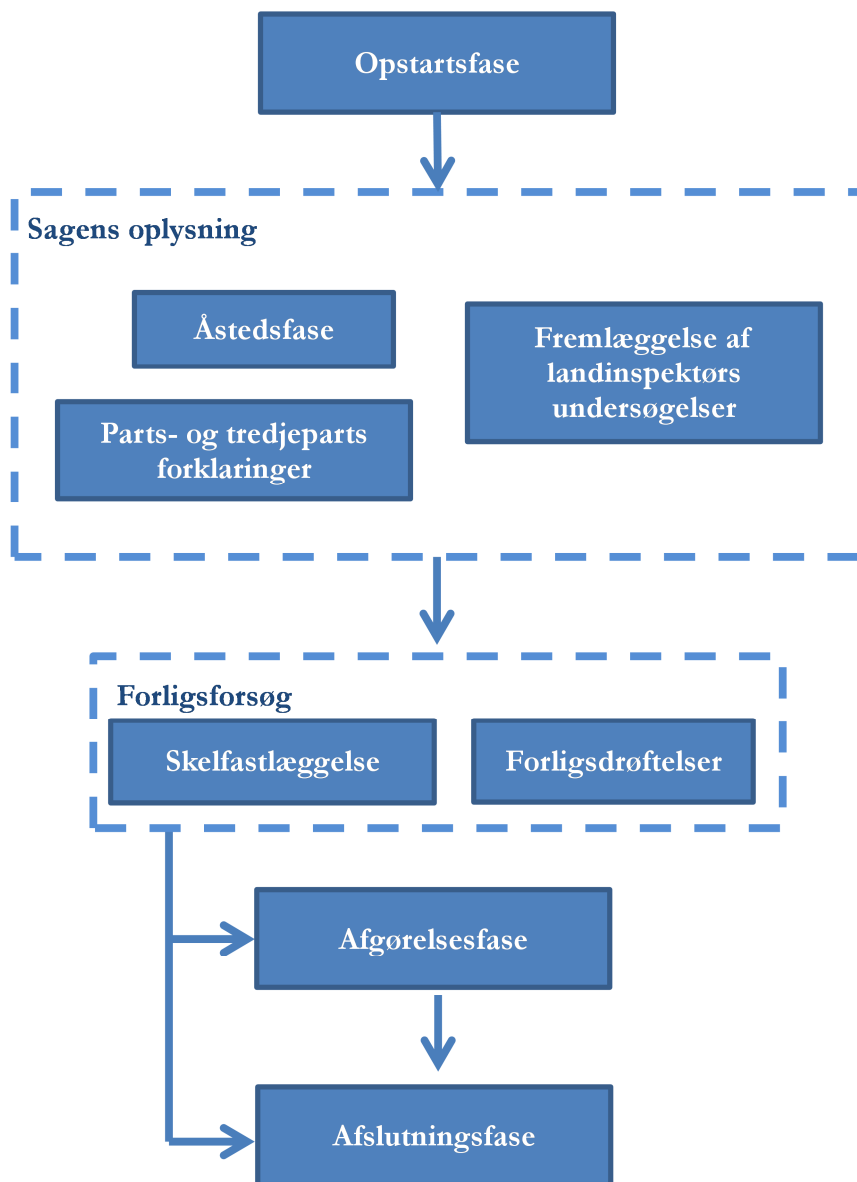 Opstartsfase
Sagens oplysning
Åstedsfase
Fremlæggelse af
landinspektørs
undersøgelser
Parts- og tredjeparts
forklaringer
Forligsforsøg
Skelfastlæggelse
Forligsdrøftelser
Afgørelsesfase
Afslutningsfase